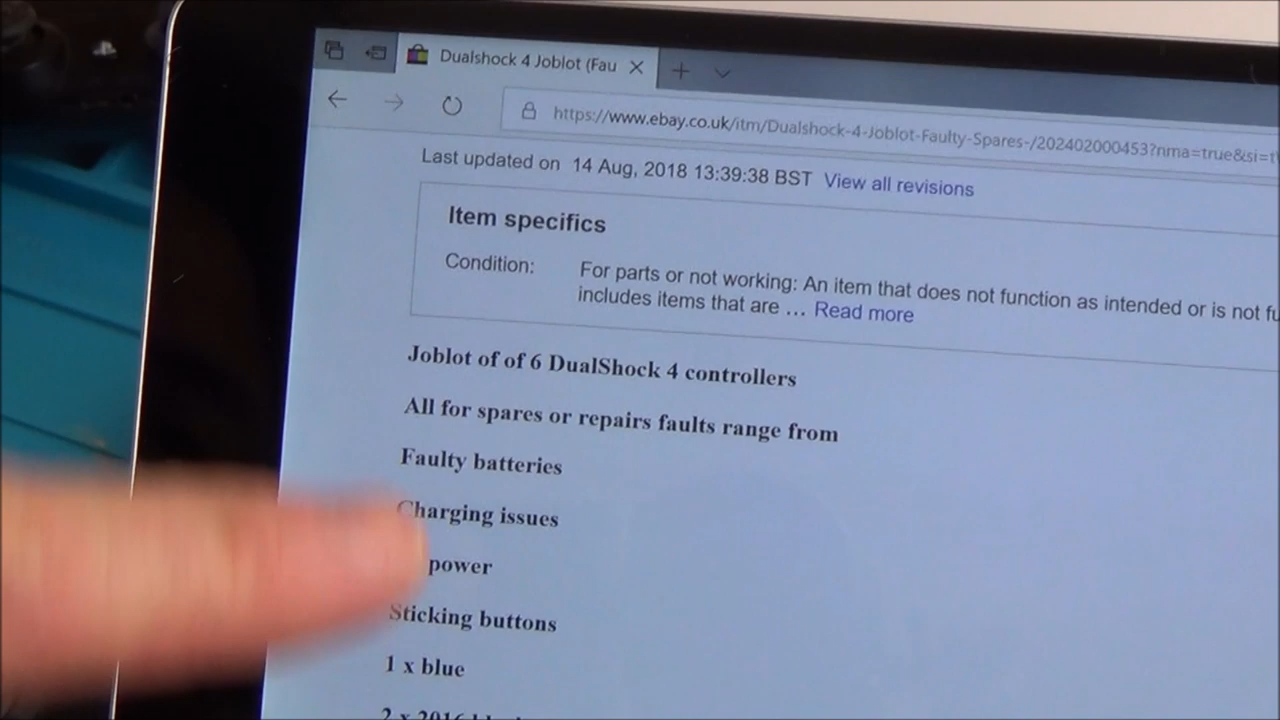 Dualshock 4 Joblot (Fau
https://www.ebay.co.uk/itm/Dualshock-4-Joblot-Faulty-Spares-/202402000453?nma=true&si=t
Last updated on 14 Aug, 2018 13:39:38 BST View all revisions
Item specifics
Condition: For parts or not working: An item that does not function as intended or is not fu
includes items that are ... Read more
Joblot of of 6 DualShock 4 controllers
All for spares or repairs faults range from
Faulty batteries
Charging issues
power
Sticking buttons
1 x blue
2 x 2016